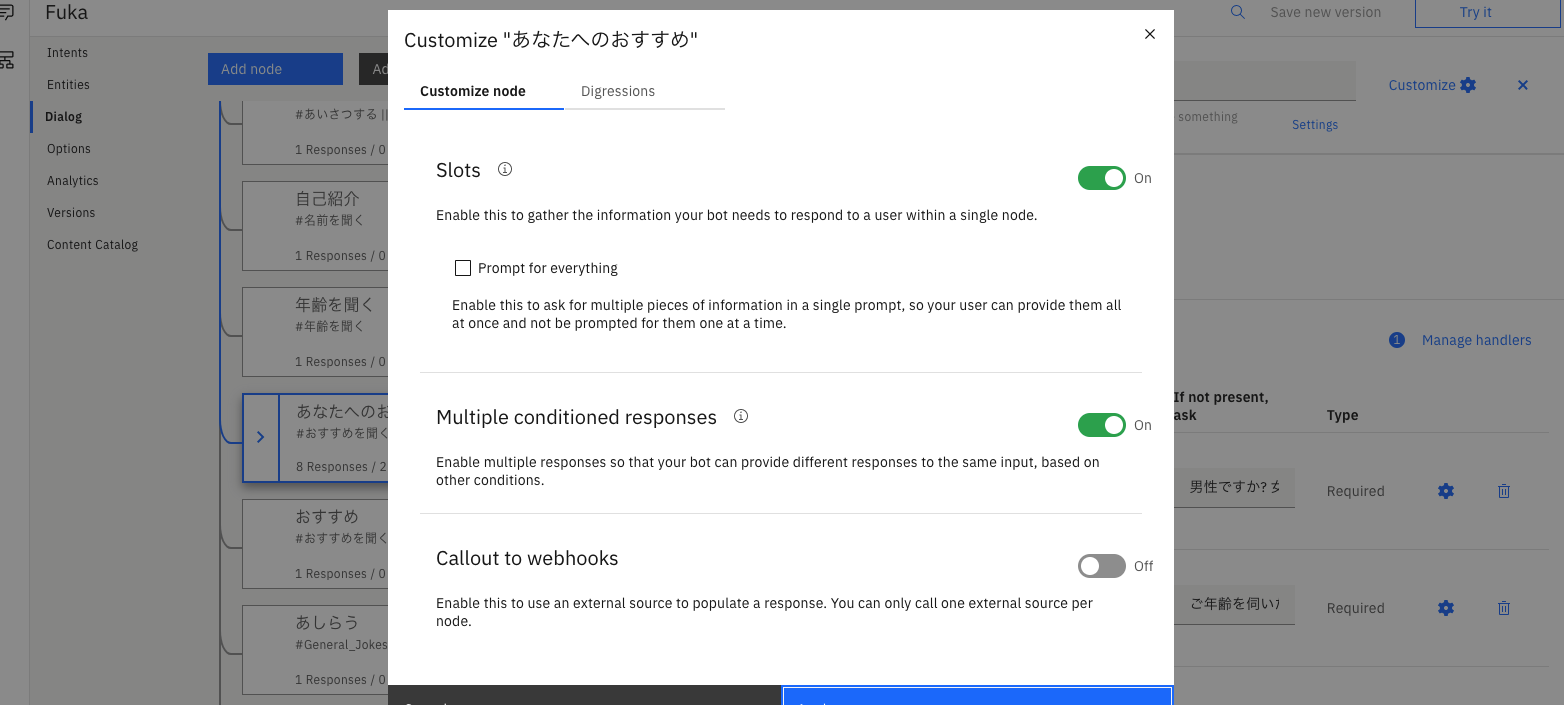 Fuka
Save new version
Try it
Intents
Entities
Dialog
Options
Analytics
Versions
Content Catalog
Add node
Ad
#あいさつする ||
1 Responses / 0
自己紹介
#名前を聞く
1 Responses / 0
年齢を聞く
#年齢を聞く
1 Responses / 0
あなたへのお
#おすすめを聞く
8 Responses / 2
おすすめ
#おすすめを聞く
1 Responses / 0
あしらう
#General_Jokes
1 Responses / 0
Customize "あなたへのおすすめ"
Customize node
Digressions
Slots
On
Enable this to gather the information your bot needs to respond to a user within a single node.
Prompt for everything
Enable this to ask for multiple pieces of information in a single prompt, so your user can provide them all
at once and not be prompted for them one at a time.
Multiple conditioned responses
On
Enable multiple responses so that your bot can provide different responses to the same input, based on
other conditions.
Callout to webhooks
Off
Enable this to use an external source to populate a response. You can only call one external source per
node.
Customize
something
Settings
1 Manage handlers
If not present,
ask
Type
男性ですか? 女
Required
ご年齢を伺いた
Required